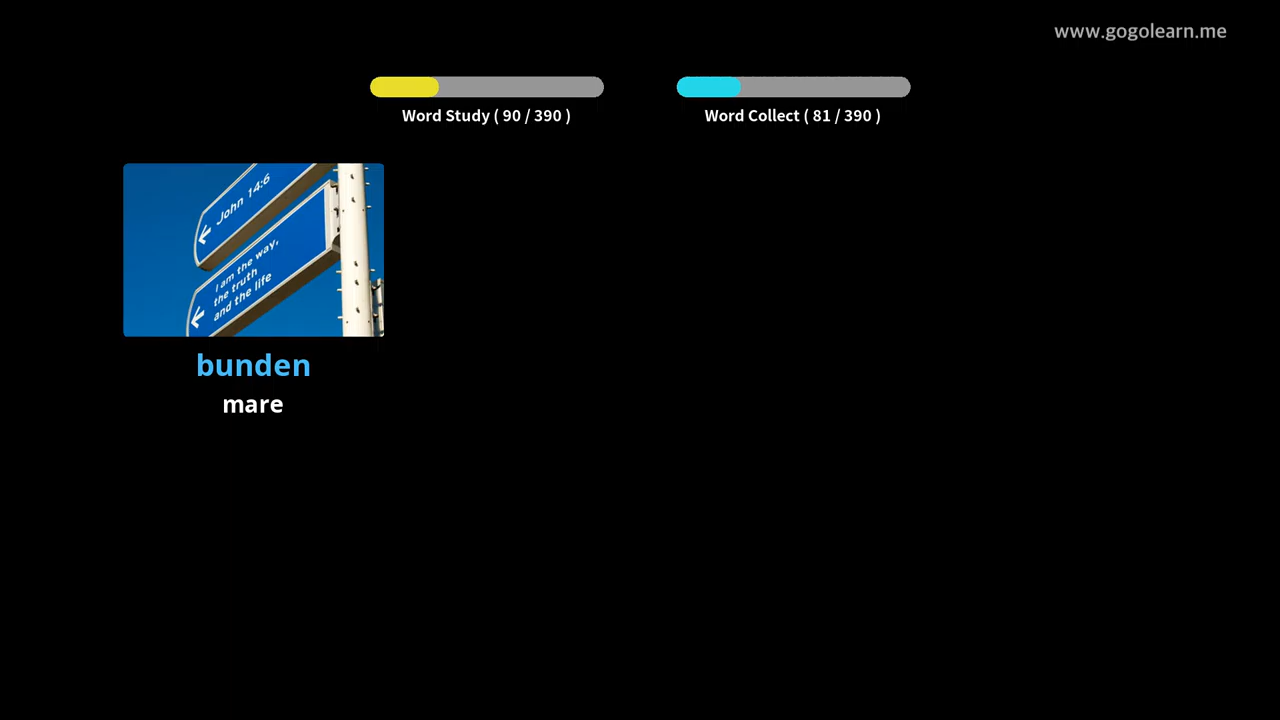 www.gogolearn.me
Word Study ( 90 / 390 )
Word Collect ( 81 / 390 )
John 14:6
I am the way,
the truth
and the life
bunden
mare